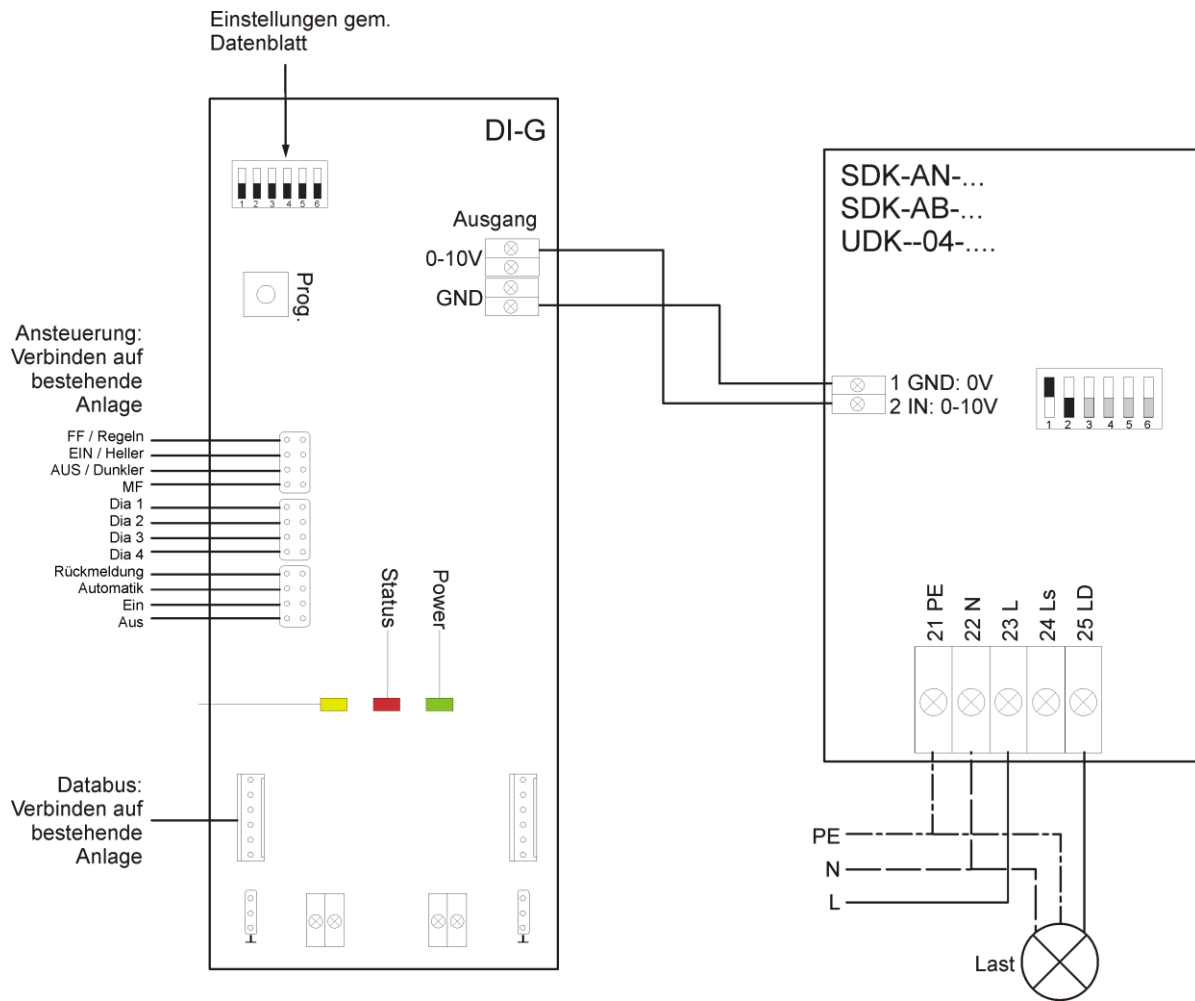 Einstellungen gem.
Datenblatt
DI-G
1 2 3 4 5 6
Ausgang
0-10V
GND
Prog.
Ansteuerung:
Verbinden auf
bestehende
Anlage
FF / Regeln
EIN / Heller
AUS / Dunkler
MF
Dia 1
Dia 2
Dia 3
Dia 4
Rückmeldung
Automatik
Ein
Aus
Status
Power
Databus:
Verbinden auf
bestehende
Anlage
SDK-AN-...
SDK-AB-...
UDK--04-....
1 GND: 0V
2 IN: 0-10V
1 2 3 4 5 6
21 PE
22 N
23 L
24 Ls
25 LD
PE
N
L
Last